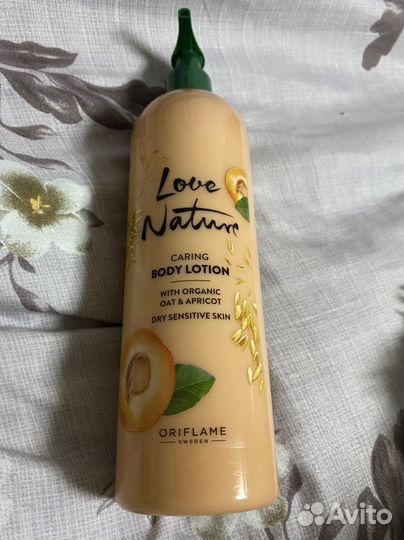 Love
Nature
CARING
BODY LOTION
WITH ORGANIC
OAT & APRICOT
DRY SENSITIVE SKIN
ORIFLAME
SWEDEN
Avito